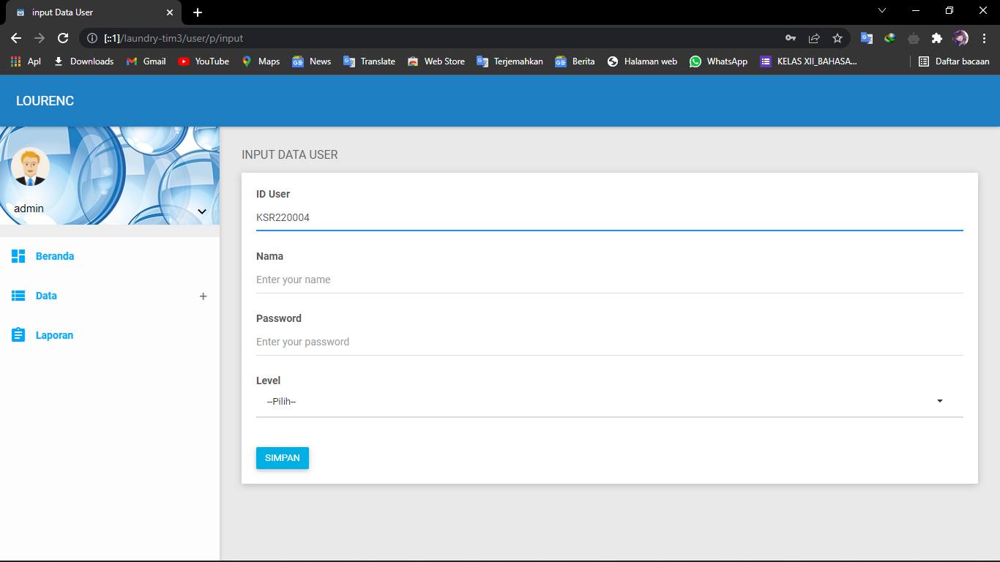 input Data User
[::1]/laundry-tim3/user/p/input
Apl Downloads Gmail YouTube Maps News Translate Web Store Terjemahkan Berita Halaman web WhatsApp KELAS XII_BAHASA... Daftar bacaan
LOURENC
admin
Beranda
Data +
Laporan
INPUT DATA USER
ID User
KSR220004
Nama
Enter your name
Password
Enter your password
Level
--Pilih--
SIMPAN